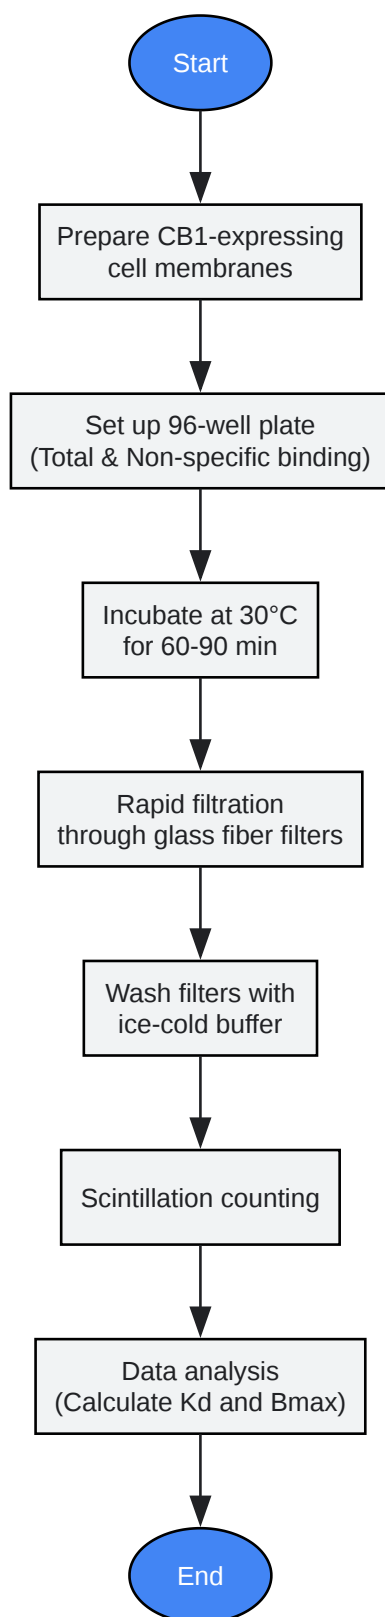 Start
Prepare CB1-expressing
cell membranes
Set up 96-well plate
(Total & Non-specific binding)
Incubate at 30°C
for 60-90 min
Rapid filtration
through glass fiber filters
Wash filters with
ice-cold buffer
Scintillation counting
Data analysis
(Calculate Kd and Bmax)
End